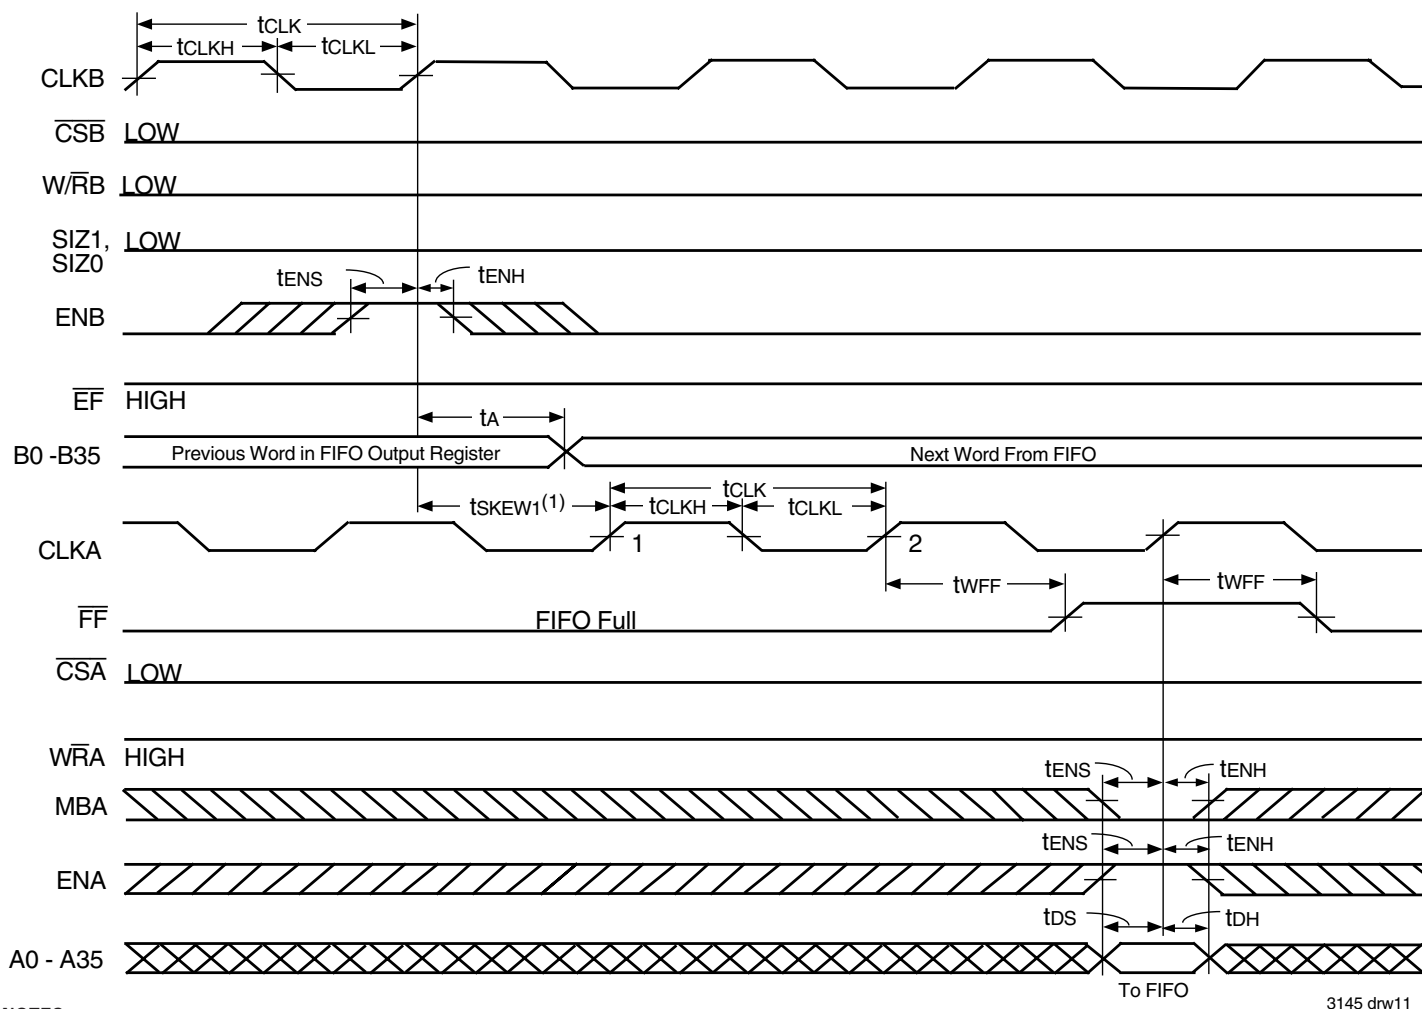 tCLK
tCLKH tCLKL
CLKB
CSB LOW
W/RB LOW
SIZ1, SIZ0 LOW
tENS tENH
ENB
EF HIGH
tA
B0 -B35 Previous Word in FIFO Output Register Next Word From FIFO
tCLK
tSKEW1(1) tCLKH tCLKL
CLKA 1 2
tWFF tWFF
FF FIFO Full
CSA LOW
WRA HIGH
tENS tENH
MBA
tENS tENH
ENA
tDS tDH
A0 - A35
To FIFO
3145 drw11